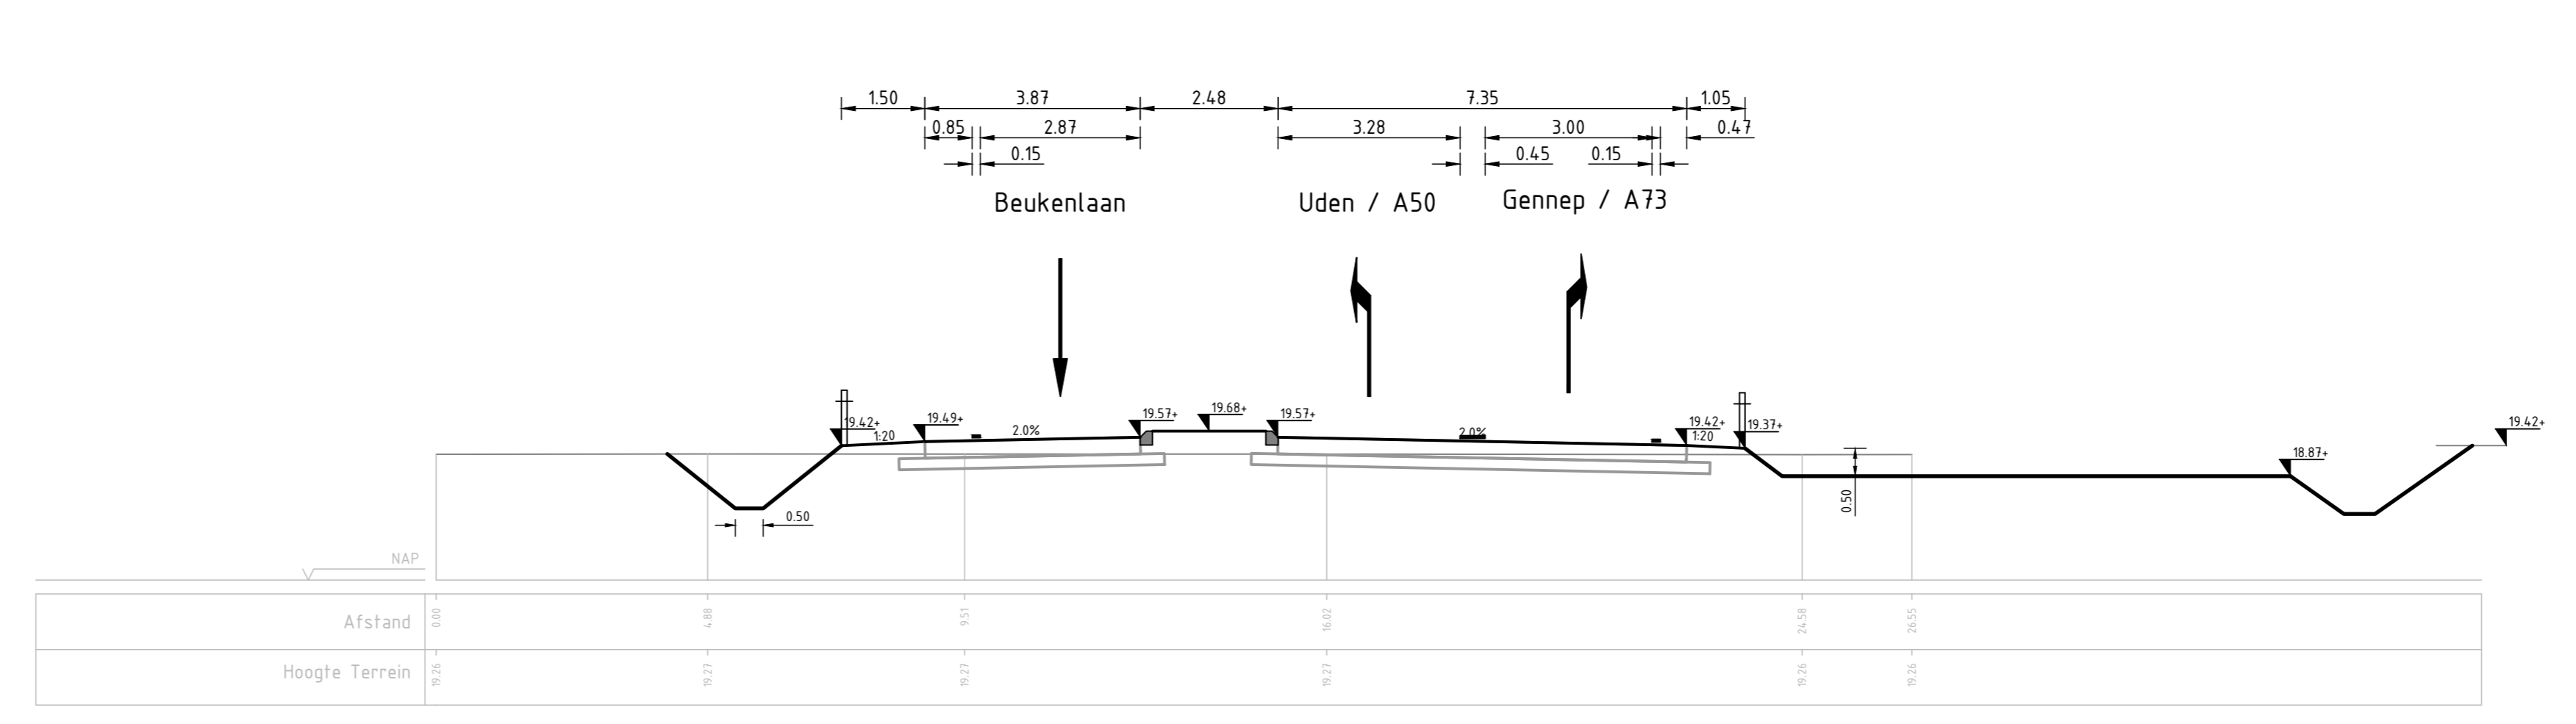 1.50 3.87 2.48 7.35 1.05
0.85 2.87 3.28 3.00 0.47
0.15 0.45 0.15
Beukenlaan Uden / A50 Gennep / A73
19.42+ 1:20 19.49+ 2.0% 19.57+ 19.68+ 19.57+ 2.0% 19.42+ 1:20 19.37+ 19.42+
18.87+
0.50 0.50
NAP
Afstand 0.00 4.88 9.51 16.02 24.58 26.55
Hoogte Terrein 19.26 19.27 19.27 19.27 19.26 19.26